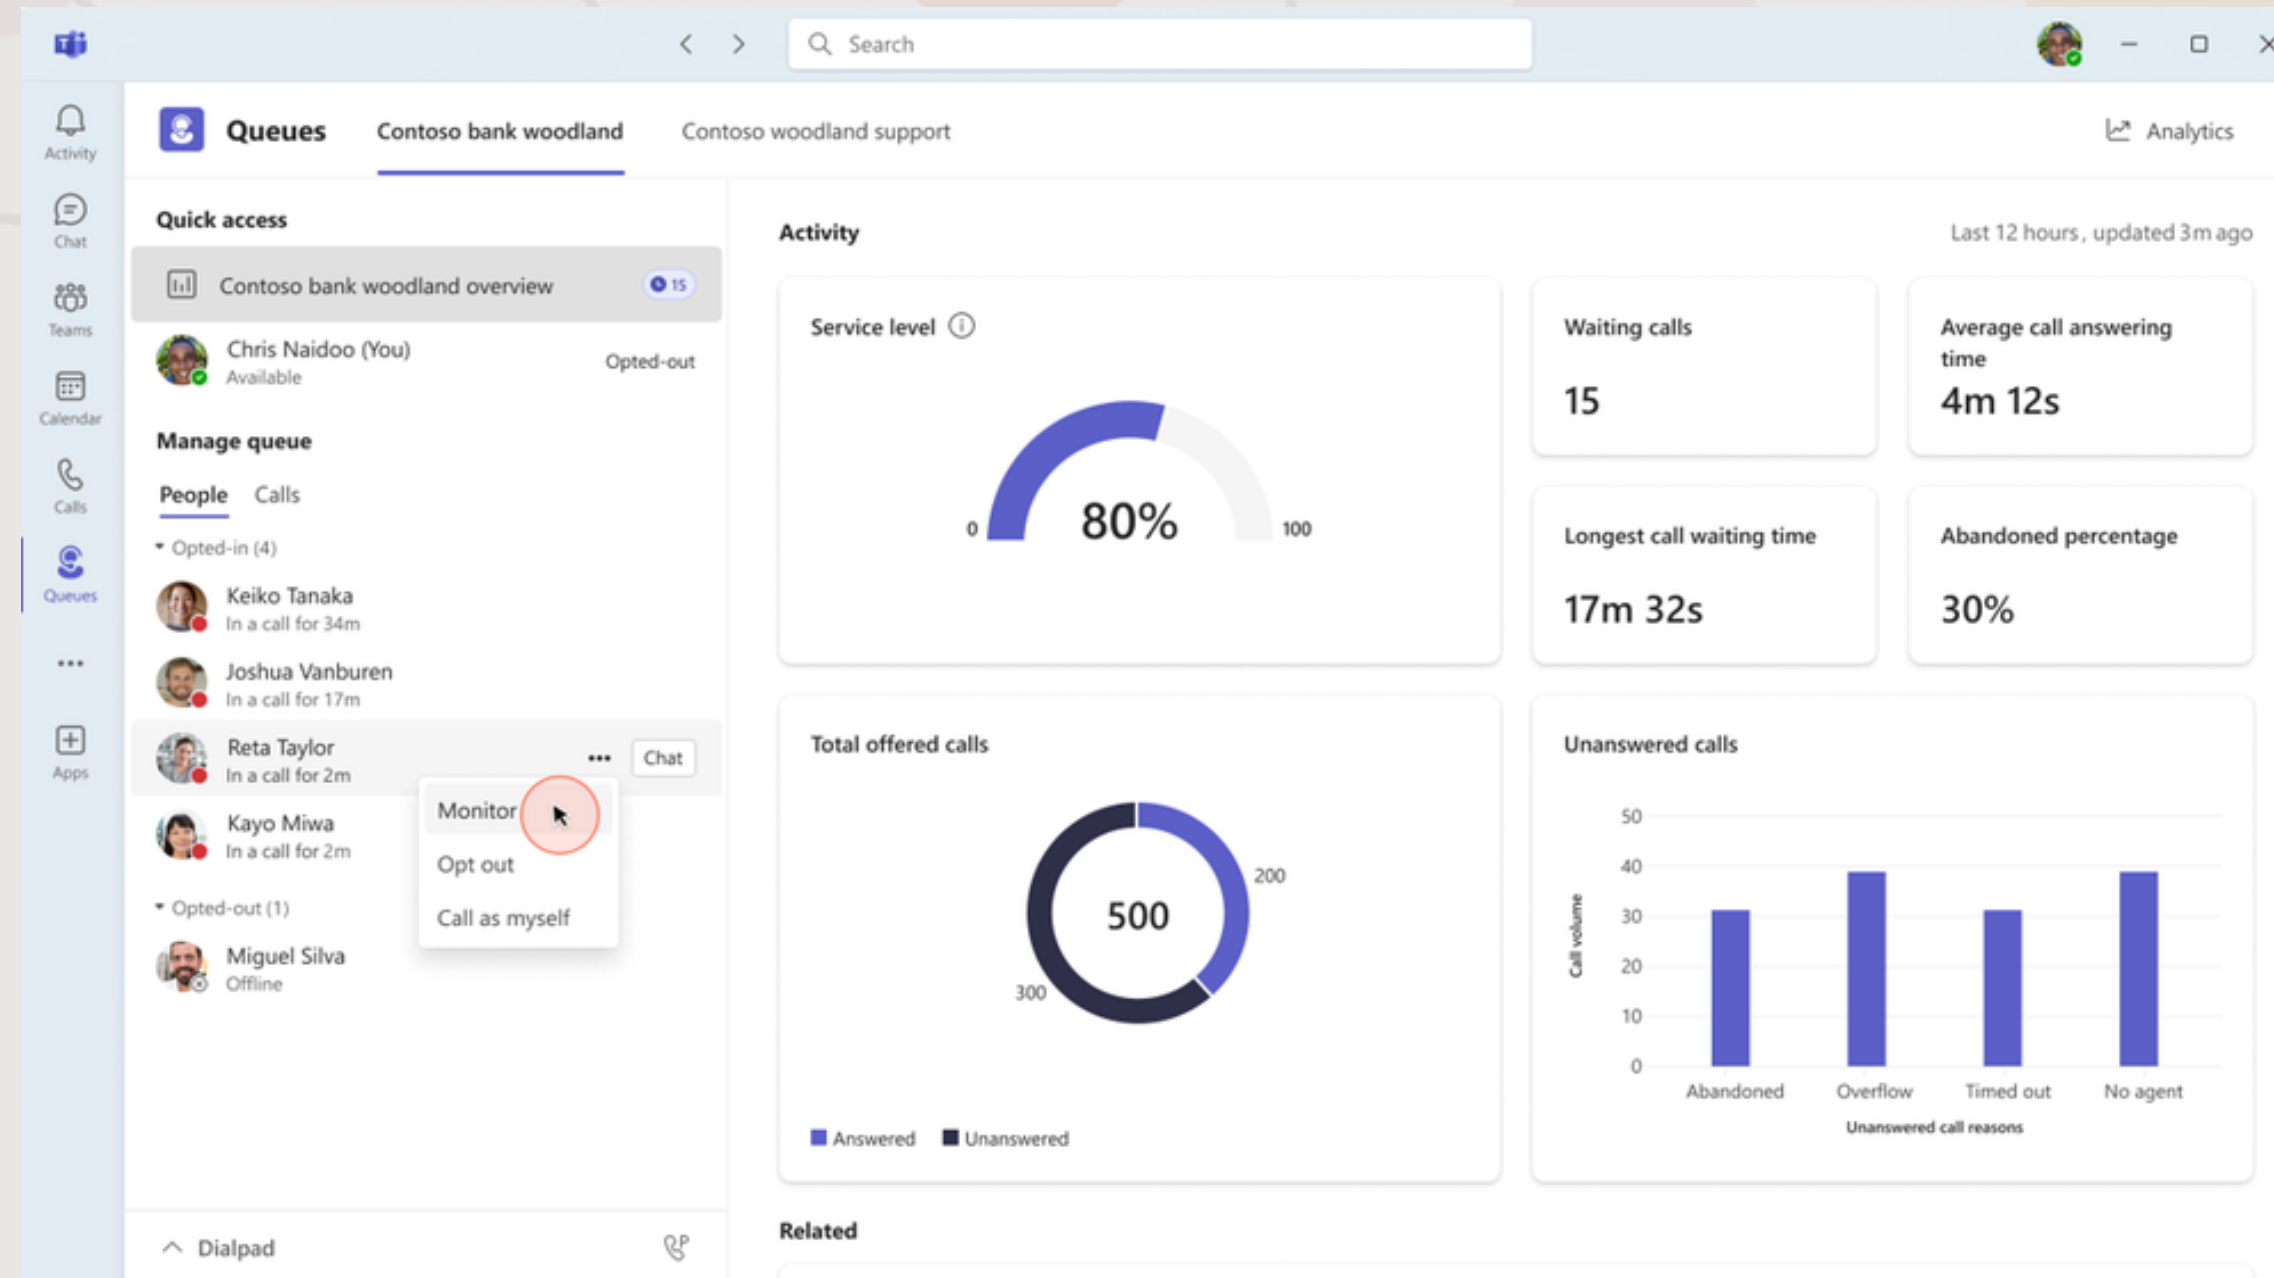 Search
Activity
Chat
Teams
Calendar
Calls
Queues
Apps
Queues
Contoso bank woodland
Contoso woodland support
Analytics
Quick access
Contoso bank woodland overview
15
Chris Naidoo (You)
Available
Opted-out
Manage queue
People
Calls
Opted-in (4)
Keiko Tanaka
In a call for 34m
Joshua Vanburen
In a call for 17m
Reta Taylor
In a call for 2m
Chat
Monitor
Opt out
Call as myself
Kayo Miwa
In a call for 2m
Opted-out (1)
Miguel Silva
Offline
Dialpad
Activity
Last 12 hours, updated 3m ago
Service level
0
80%
100
Waiting calls
15
Average call answering
time
4m 12s
Longest call waiting time
17m 32s
Abandoned percentage
30%
Total offered calls
200
500
300
Answered
Unanswered
Unanswered calls
Call volume
50
40
30
20
10
0
Abandoned
Overflow
Timed out
No agent
Unanswered call reasons
Related